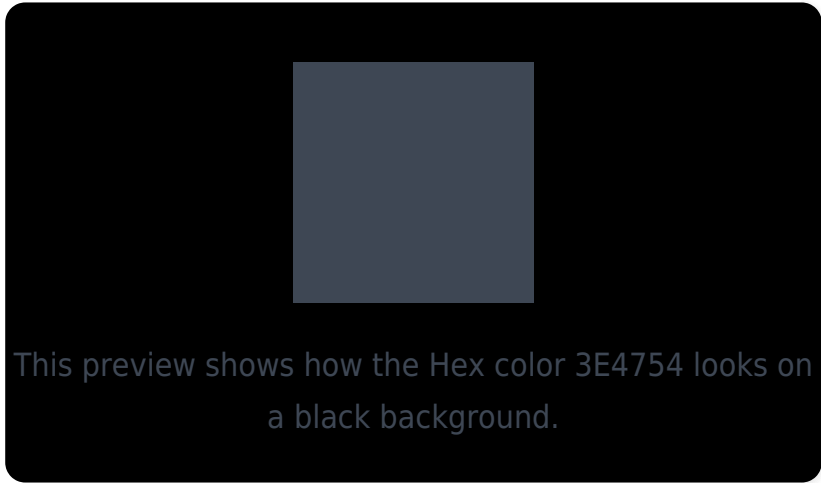 This preview shows how the Hex color 3E4754 looks on
a black background.